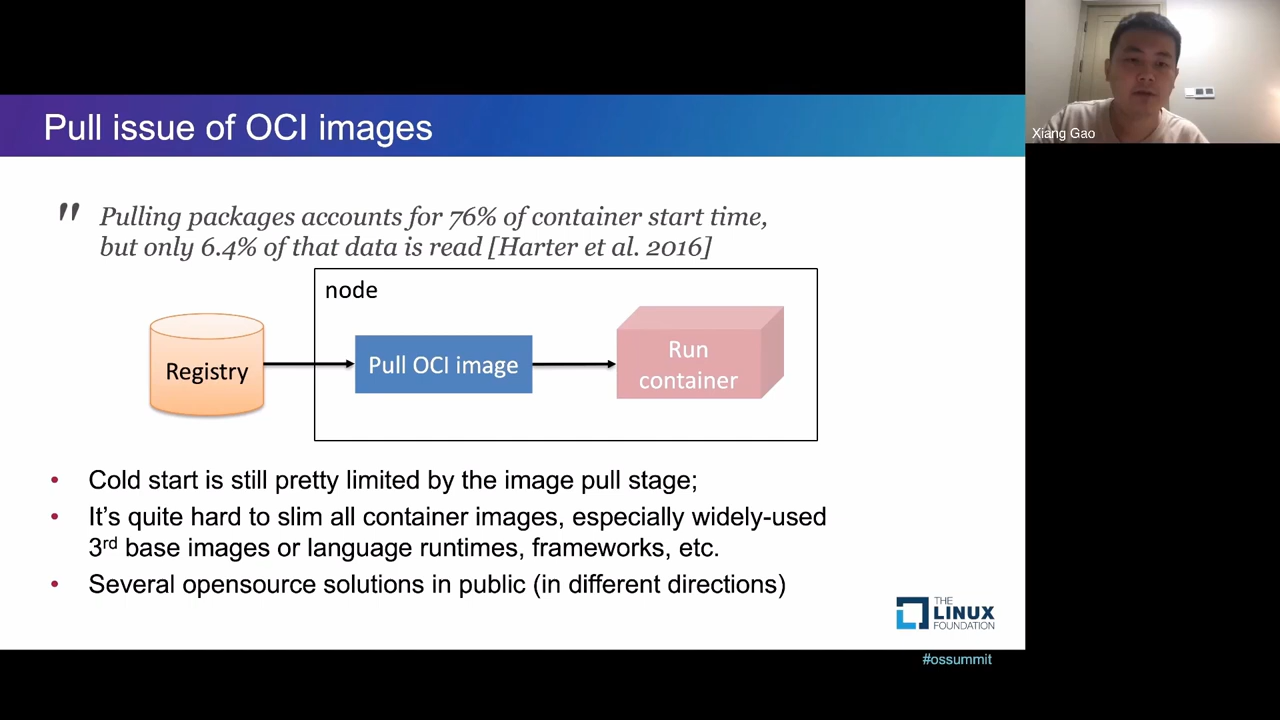 Pull issue of OCI images
Xiang Gao
" Pulling packages accounts for 76% of container start time,
but only 6.4% of that data is read [Harter et al. 2016]
node
Registry
Pull OCI image
Run
container
• Cold start is still pretty limited by the image pull stage;
• It’s quite hard to slim all container images, especially widely-used
3rd base images or language runtimes, frameworks, etc.
• Several opensource solutions in public (in different directions)
THE
LINUX
FOUNDATION
#ossummit